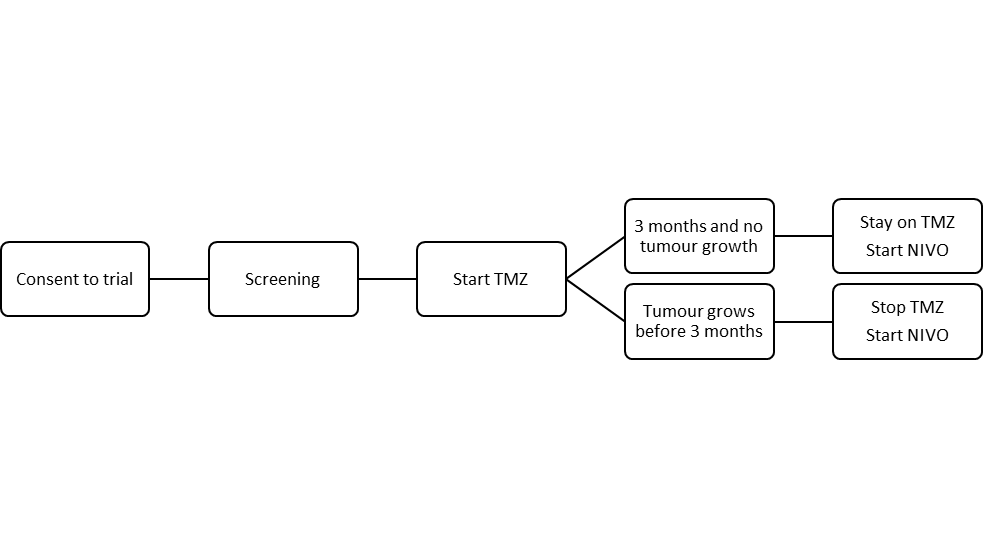 Consent to trial
Screening
Start TMZ
3 months and no
tumour growth
Stay on TMZ
Start NIVO
Tumour grows
before 3 months
Stop TMZ
Start NIVO